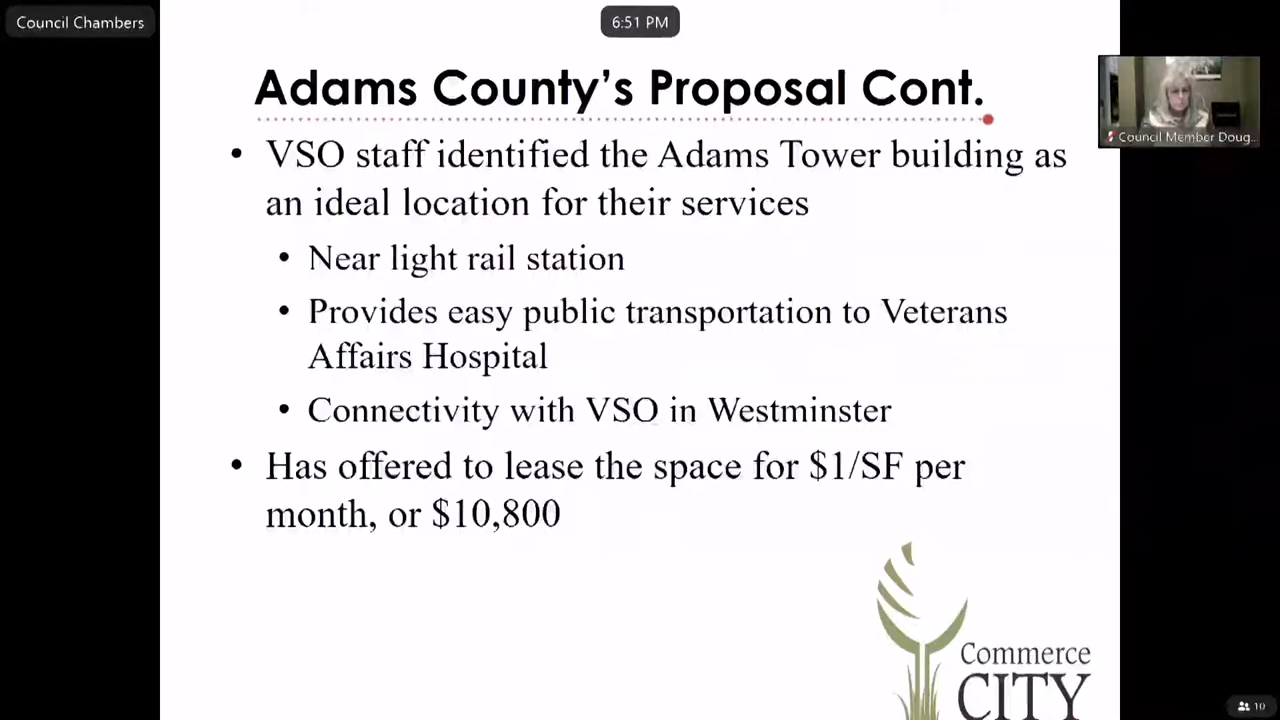 Council Chambers
6:51 PM
Adams County’s Proposal Cont.
Council Member Doug...
• VSO staff identified the Adams Tower building as
an ideal location for their services
• Near light rail station
• Provides easy public transportation to Veterans
Affairs Hospital
• Connectivity with VSO in Westminster
• Has offered to lease the space for $1/SF per
month, or $10,800
Commerce
CITY
10